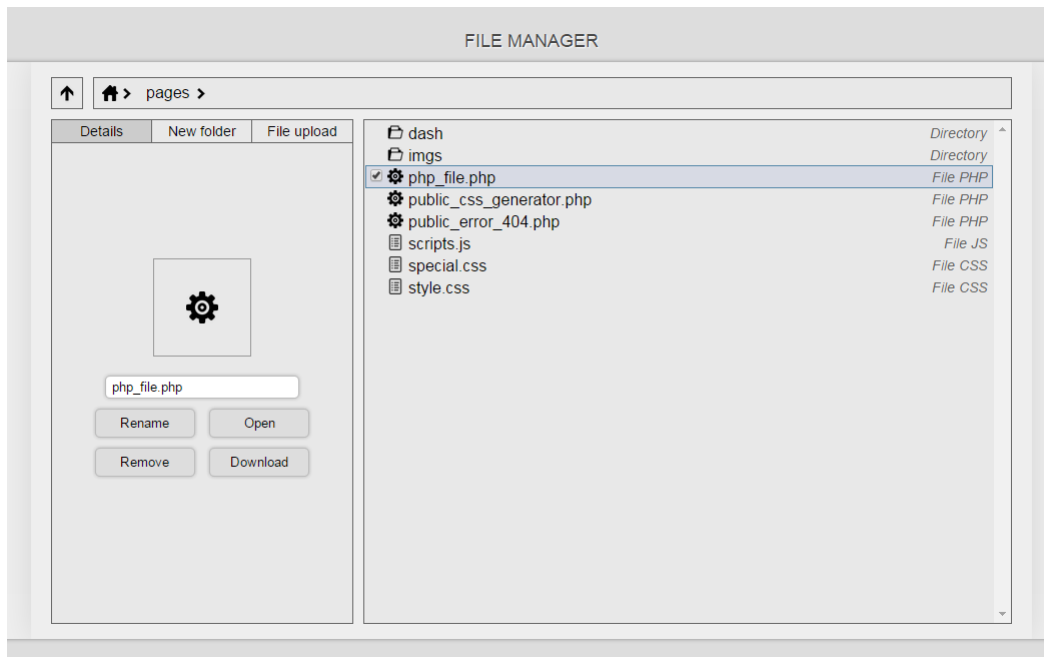 FILE MANAGER
pages
Details New folder File upload
dash Directory
imgs Directory
php_file.php File PHP
public_css_generator.php File PHP
public_error_404.php File PHP
scripts.js File JS
special.css File CSS
style.css File CSS
php_file.php
Rename Open
Remove Download